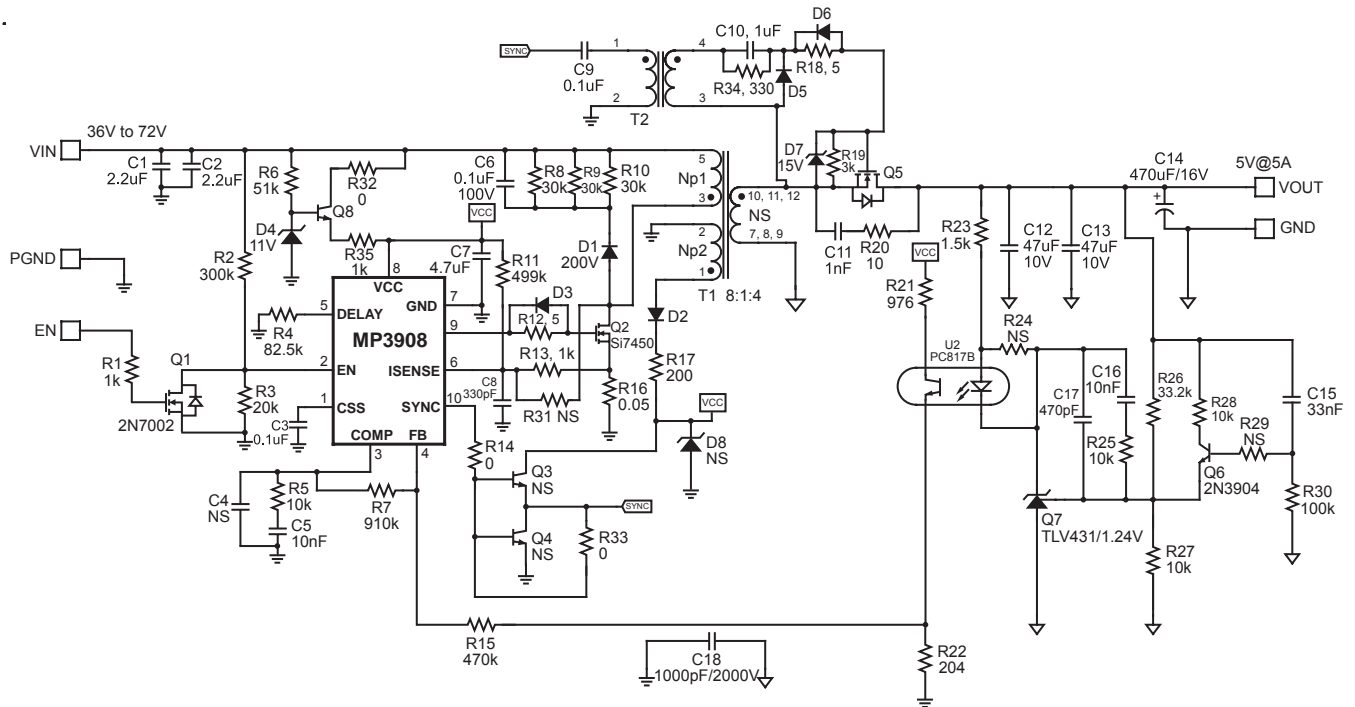 D6
C10, 1uF
SYNC
1
4
C9
0.1uF
R18, 5
R34, 330
D5
2
3
T2
36V to 72V
VIN
C1
2.2uF
C2
2.2uF
R6
51k
R32
0
C6
0.1uF
100V
R8
30k
R9
30k
R10
30k
5
Np1
3
D7
15V
R19
3k
Q5
C14
470uF/16V
5V@5A
VOUT
Q8
VCC
10, 11, 12
NS
7, 8, 9
D4
11V
R35
1k
C7
4.7uF
R11
499k
D1
200V
2
Np2
1
C11
1nF
R20
10
R23
1.5k
C12
47uF
10V
C13
47uF
10V
GND
PGND
R2
300k
8
VCC
T1 8:1:4
VCC
R21
976
5
DELAY
GND
7
D3
R4
82.5k
MP3908
9
R12, 5
Q2
Si7450
D2
EN
R1
1k
Q1
2
EN
ISENSE
6
R13, 1k
R17
200
U2
PC817B
R24
NS
2N7002
R3
20k
1
CSS
SYNC
10
C8
330pF
R31 NS
R16
0.05
VCC
C17
470pF
C16
10nF
R26
33.2k
R28
10k
C15
33nF
C3
0.1uF
COMP
FB
3
4
R14
0
D8
NS
R25
10k
R29
NS
Q3
NS
Q6
2N3904
C4
NS
R5
10k
C5
10nF
R7
910k
SYNC
Q4
NS
R33
0
Q7
TLV431/1.24V
R30
100k
R27
10k
R15
470k
C18
1000pF/2000V
R22
204